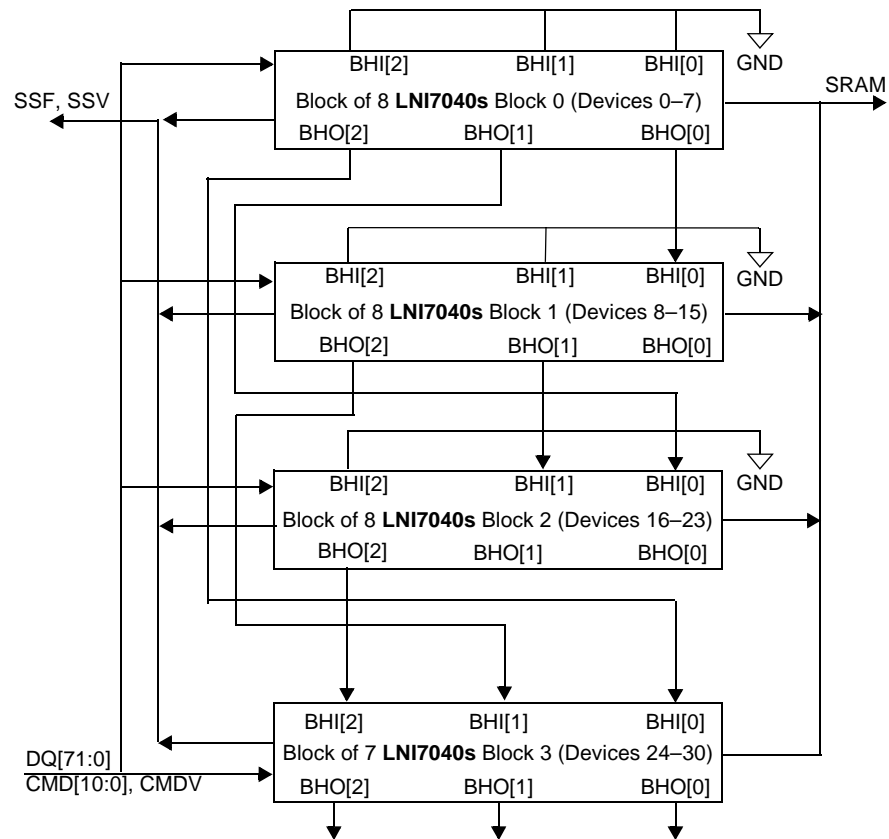 BHI[2] BHI[1] BHI[0] GND
SSF, SSV Block of 8 LNI7040s Block 0 (Devices 0–7) SRAM
BHO[2] BHO[1] BHO[0]
BHI[2] BHI[1] BHI[0] GND
Block of 8 LNI7040s Block 1 (Devices 8–15)
BHO[2] BHO[1] BHO[0]
BHI[2] BHI[1] BHI[0] GND
Block of 8 LNI7040s Block 2 (Devices 16–23)
BHO[2] BHO[1] BHO[0]
BHI[2] BHI[1] BHI[0]
DQ[71:0] Block of 7 LNI7040s Block 3 (Devices 24–30)
CMD[10:0], CMDV BHO[2] BHO[1] BHO[0]